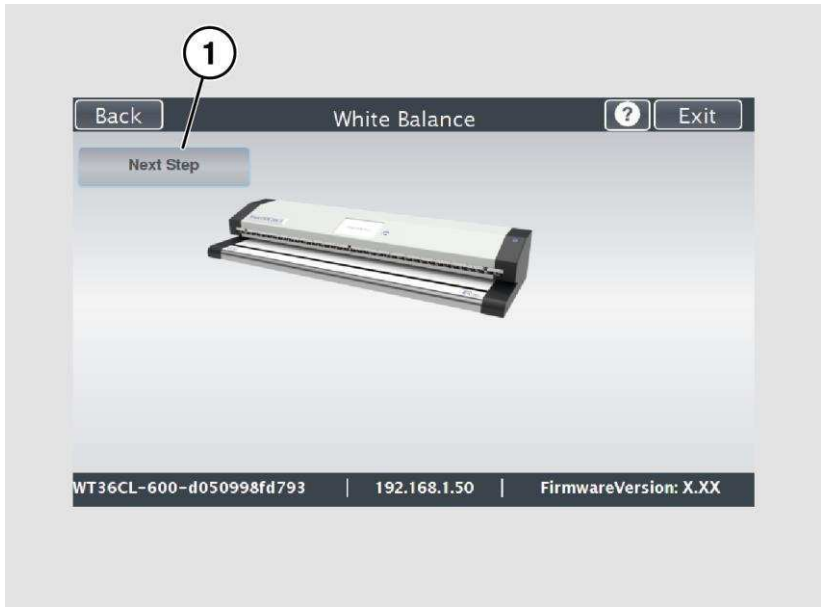 1
Back White Balance ? Exit
Next Step
WT36CL-600-d050998fd793 | 192.168.1.50 | FirmwareVersion: X.XX